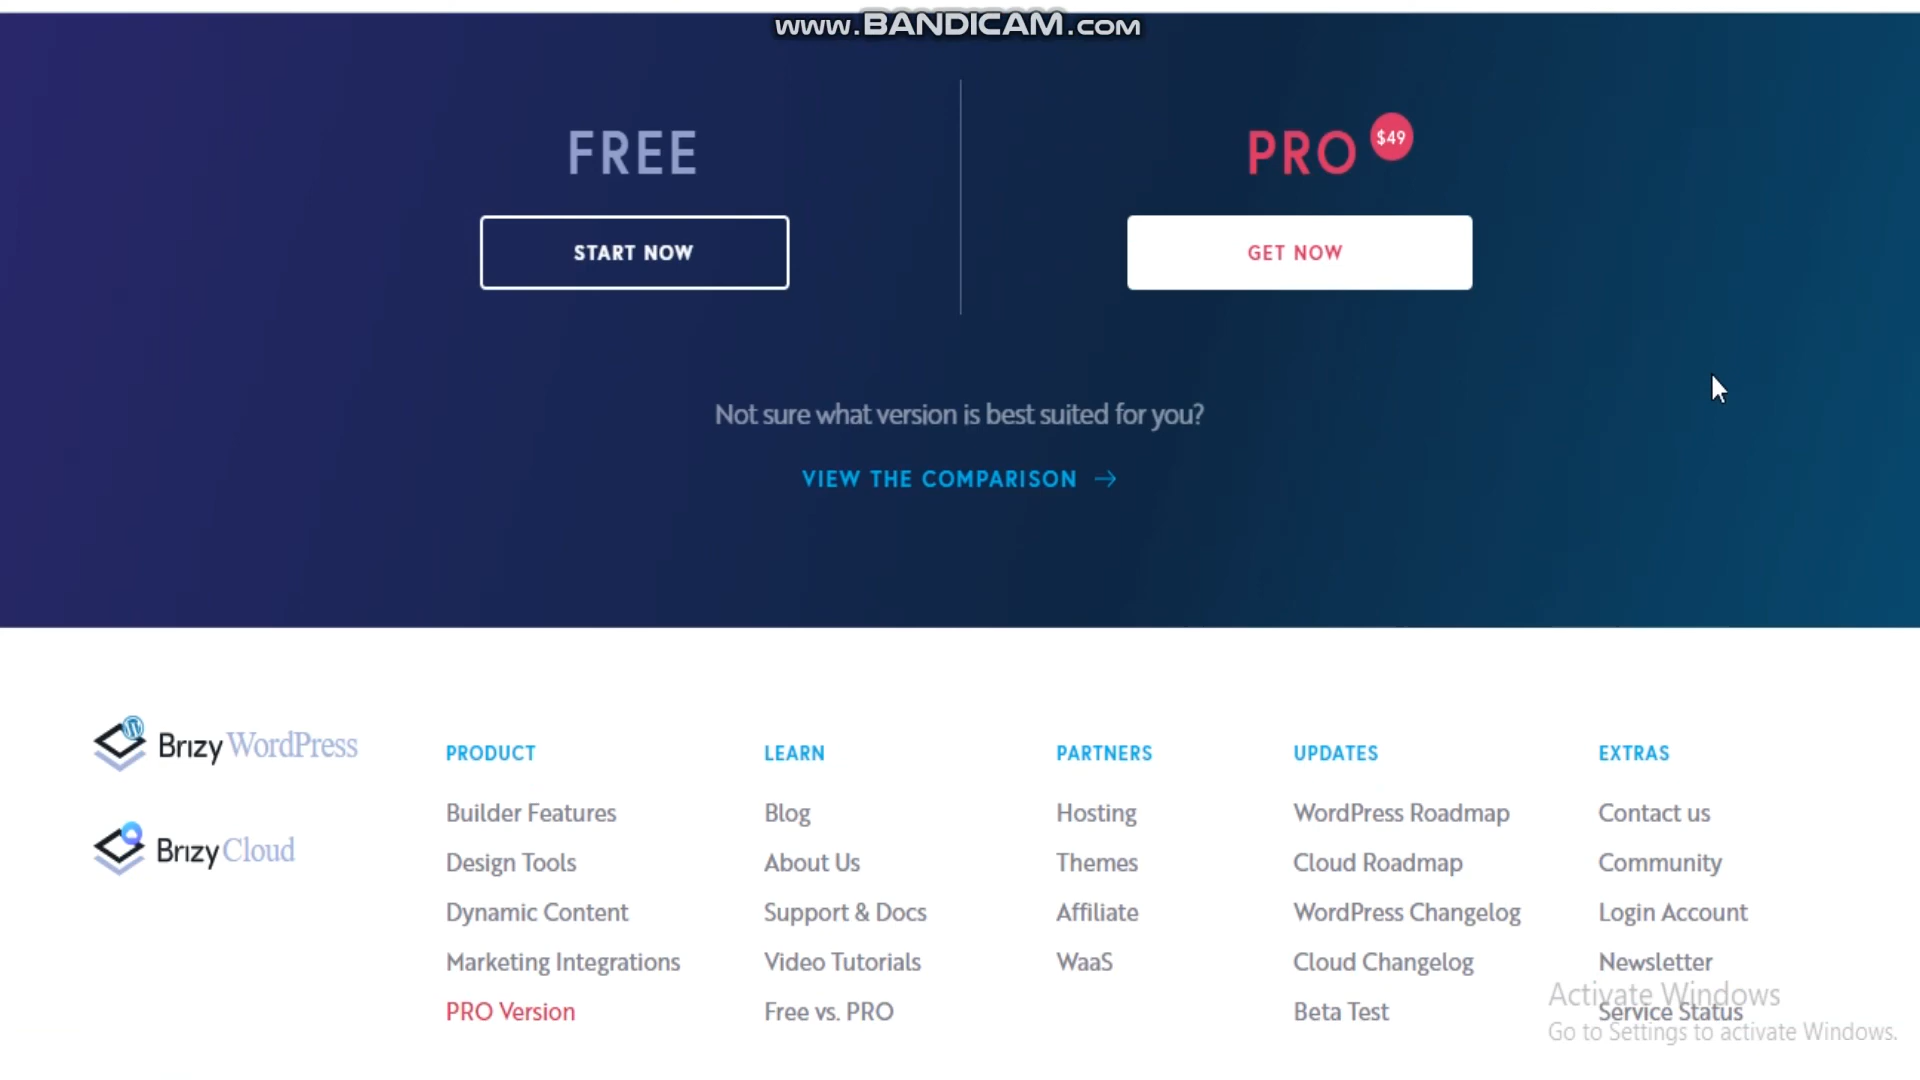 www.BANDICAM.com
FREE
PRO $49
START NOW
GET NOW
Not sure what version is best suited for you?
VIEW THE COMPARISON →
Brizy WordPress
Brizy Cloud
PRODUCT
Builder Features
Design Tools
Dynamic Content
Marketing Integrations
PRO Version
LEARN
Blog
About Us
Support & Docs
Video Tutorials
Free vs. PRO
PARTNERS
Hosting
Themes
Affiliate
WaaS
UPDATES
WordPress Roadmap
Cloud Roadmap
WordPress Changelog
Cloud Changelog
Beta Test
EXTRAS
Contact us
Community
Login Account
Newsletter
Service Status
Activate Windows
Go to Settings to activate Windows.